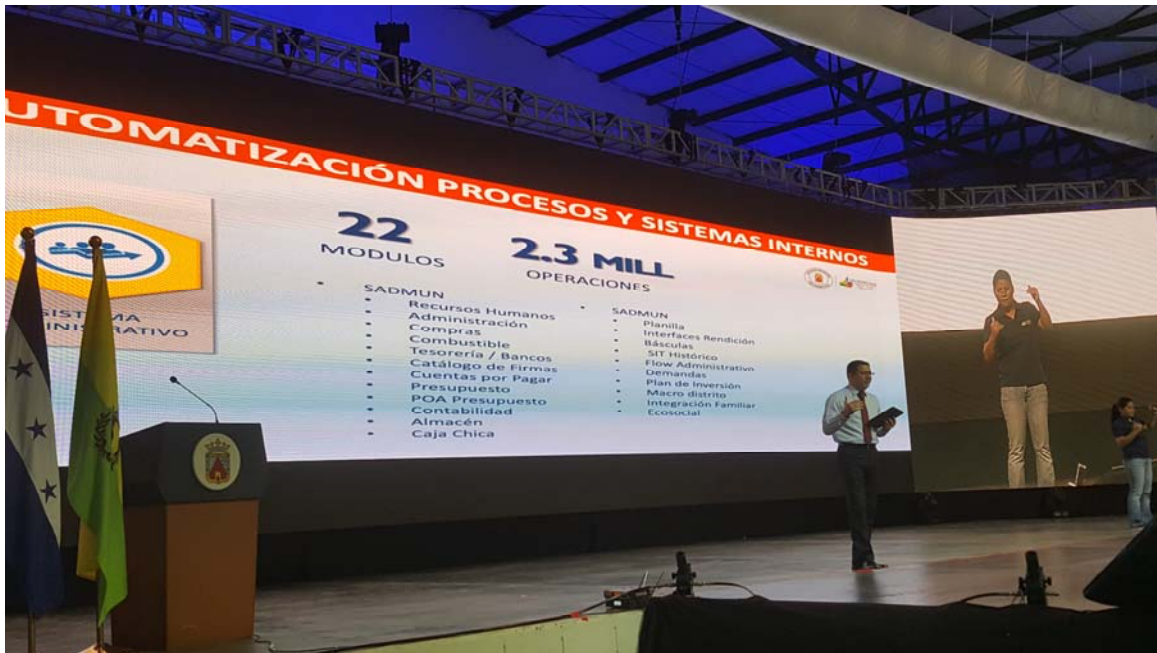 UTOMATIZACIÓN PROCESOS Y SISTEMAS INTERNOS
SISTEMA
INISTRATIVO
22
MODULOS
2.3 MILL
OPERACIONES
• SADMUN
• Recursos Humanos
• Administración
• Compras
• Combustible
• Tesorería / Bancos
• Catálogo de Firmas
• Cuentas por Pagar
• Presupuesto
• POA Presupuesto
• Contabilidad
• Almacén
• Caja Chica
• SADMUN
• Planilla
• Interfaces Rendición
• Básculas
• SIT Histórico
• Flow Administrativo
• Demandas
• Plan de Inversión
• Macro distrito
• Integración Familiar
• Ecosocial